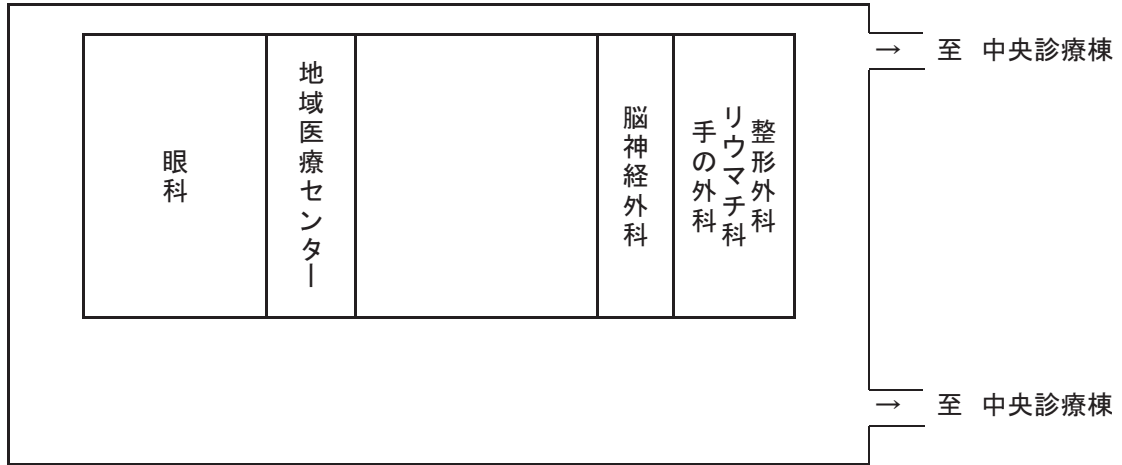 → 至 中央診療棟
眼科
地域医療センター
脳神経外科
整形外科
リウマチ科
手の外科
→ 至 中央診療棟